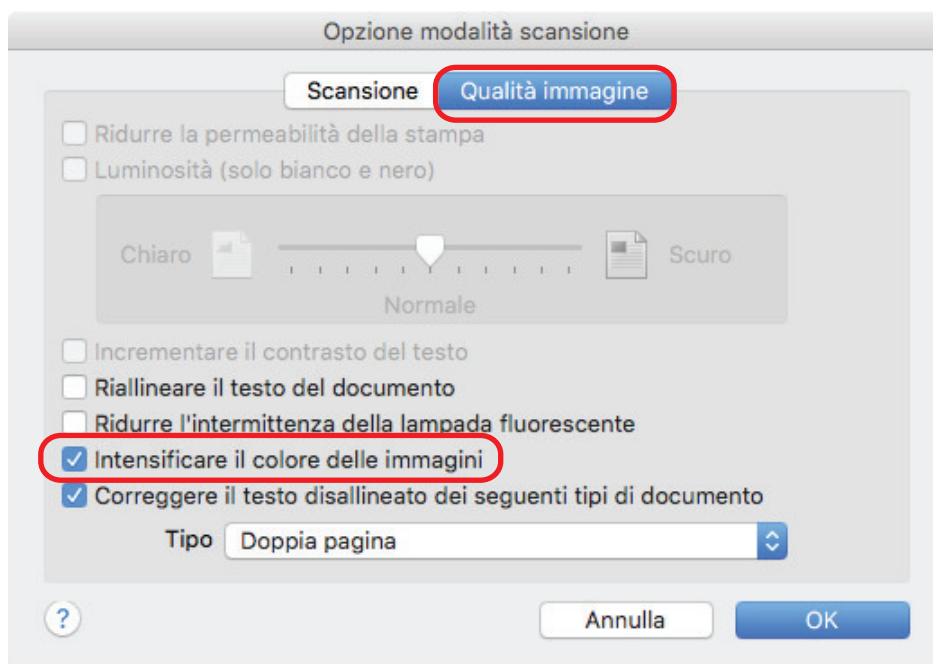 Opzione modalità scansione
Scansione Qualità immagine
Ridurre la permeabilità della stampa
Luminosità (solo bianco e nero)
Chiaro Scuro
Normale
Incrementare il contrasto del testo
Riallineare il testo del documento
Ridurre l'intermittenza della lampada fluorescente
Intensificare il colore delle immagini
Correggere il testo disallineato dei seguenti tipi di documento
Tipo Doppia pagina
? Annulla OK